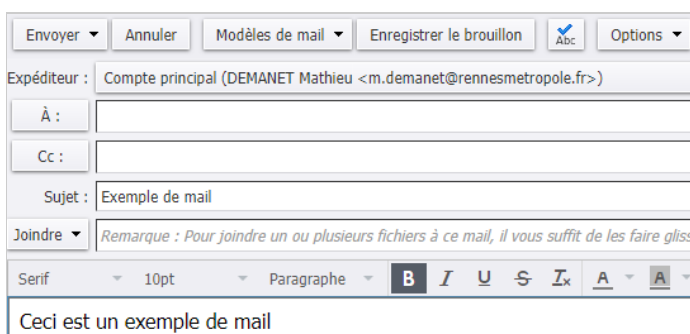 Envoyer Annuler Modèles de mail Enregistrer le brouillon Abc Options
Expéditeur : Compte principal (DEMANET Mathieu <m.demanet@rennesmetropole.fr>)
À :
Cc :
Sujet : Exemple de mail
Joindre Remarque : Pour joindre un ou plusieurs fichiers à ce mail, il vous suffit de les faire gliss
Serif 10pt Paragraphe B I U S Tx A A
Ceci est un exemple de mail